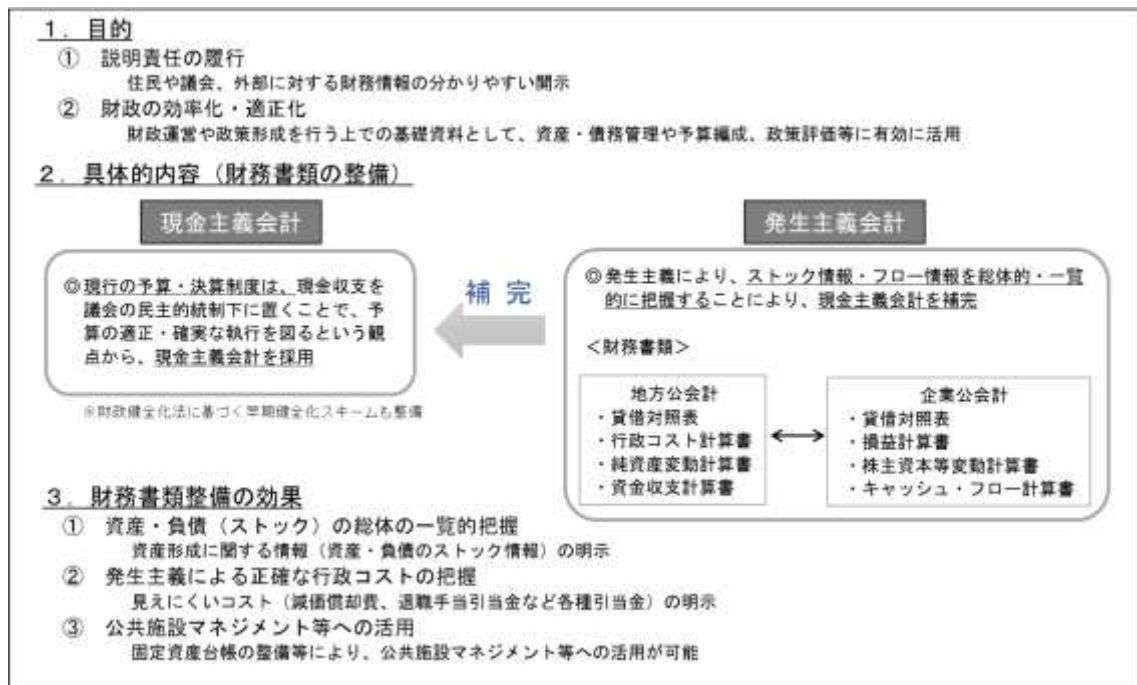 １．目的
① 説明責任の履行
住民や議会、外部に対する財務情報の分かりやすい開示
② 財政の効率化・適正化
財政運営や政策形成を行う上での基礎資料として、資産・債務管理や予算編成、政策評価等に有効に活用
２．具体的内容（財務書類の整備）
現金主義会計
◎現行の予算・決算制度は、現金収支を
議会の民主的統制下に置くことで、予
算の適正・確実な執行を図るという観
点から、現金主義会計を採用
※財政健全化法に基づく早期健全化スキームも整備
補完
発生主義会計
◎発生主義により、ストック情報・フロー情報を総体的・一覧
的に把握することにより、現金主義会計を補完
＜財務書類＞
地方公会計
・貸借対照表
・行政コスト計算書
・純資産変動計算書
・資金収支計算書
企業公会計
・貸借対照表
・損益計算書
・株主資本等変動計算書
・キャッシュ・フロー計算書
３．財務書類整備の効果
① 資産・負債（ストック）の総体の一覧的把握
資産形成に関する情報（資産・負債のストック情報）の明示
② 発生主義による正確な行政コストの把握
見えにくいコスト（減価償却費、退職手当引当金など各種引当金）の明示
③ 公共施設マネジメント等への活用
固定資産台帳の整備等により、公共施設マネジメント等への活用が可能